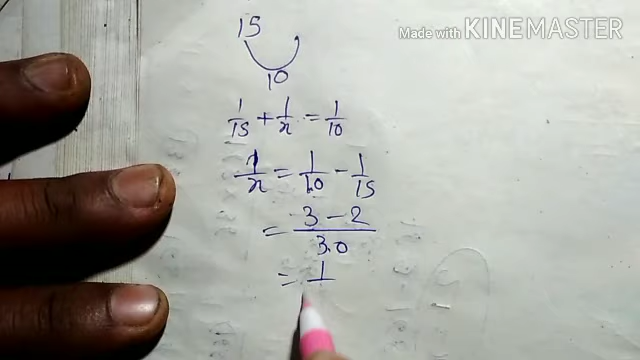 Made with KINEMASTER
15
10
1/15 + 1/x = 1/10
1/x = 1/10 - 1/15
= 3-2/30
= 1/